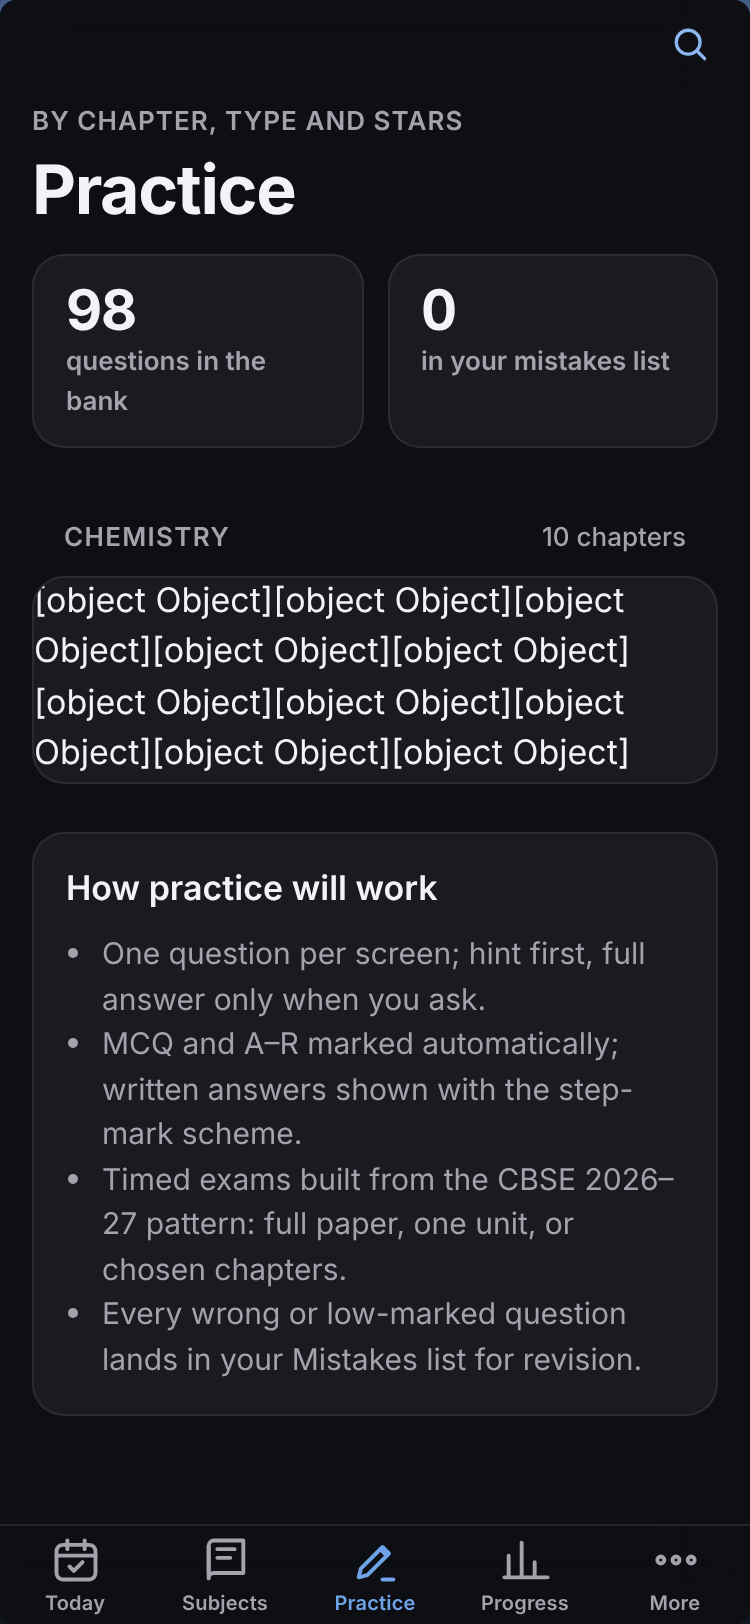 BY CHAPTER, TYPE AND STARS
Practice
98
questions in the
bank
0
in your mistakes list
CHEMISTRY
10 chapters
[object Object][object Object][object
Object][object Object][object Object]
[object Object][object Object][object
Object][object Object][object Object]
How practice will work
• One question per screen; hint first, full
answer only when you ask.
• MCQ and A–R marked automatically;
written answers shown with the step-
mark scheme.
• Timed exams built from the CBSE 2026–
27 pattern: full paper, one unit, or
chosen chapters.
• Every wrong or low-marked question
lands in your Mistakes list for revision.
Today
Subjects
Practice
Progress
More